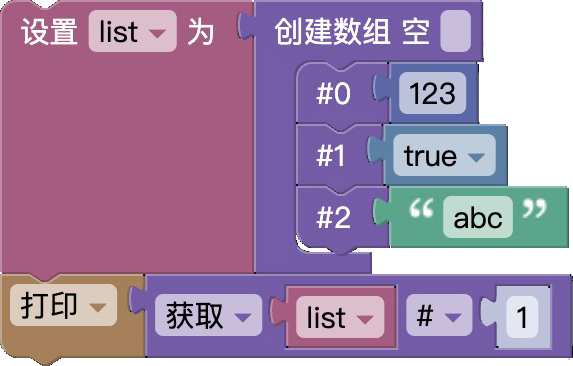 设置 list 为 创建数组 空
#0 123
#1 true
#2 “ abc ”
打印 获取 list # 1